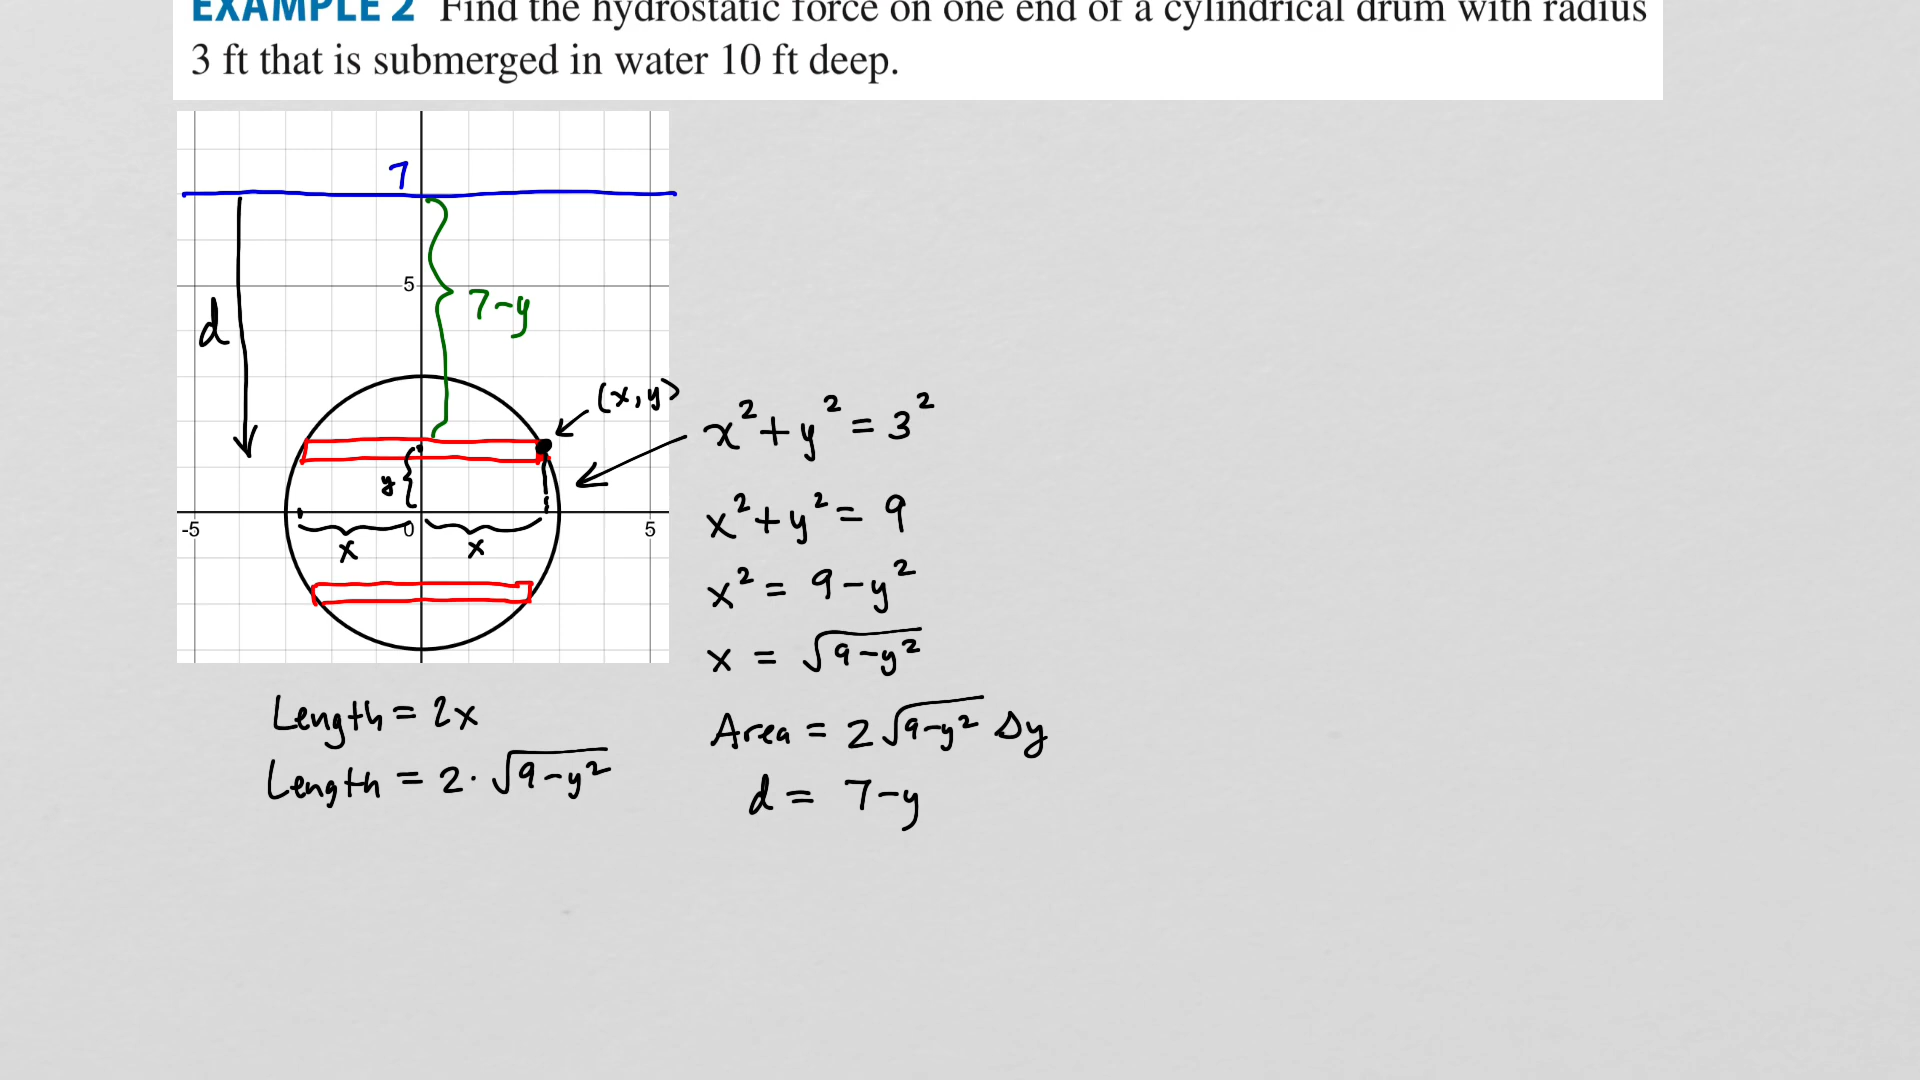 EXAMPLE 2 Find the hydrostatic force on one end of a cylindrical drum with radius
3 ft that is submerged in water 10 ft deep.
7
5
7-y
d
(x,y)
x²+y²=3²
y
-5
0
5
x
x
x²+y²=9
x²=9-y²
x=√(9-y²)
Length=2x
Length=2·√(9-y²)
Area=2√(9-y²) Δy
d=7-y